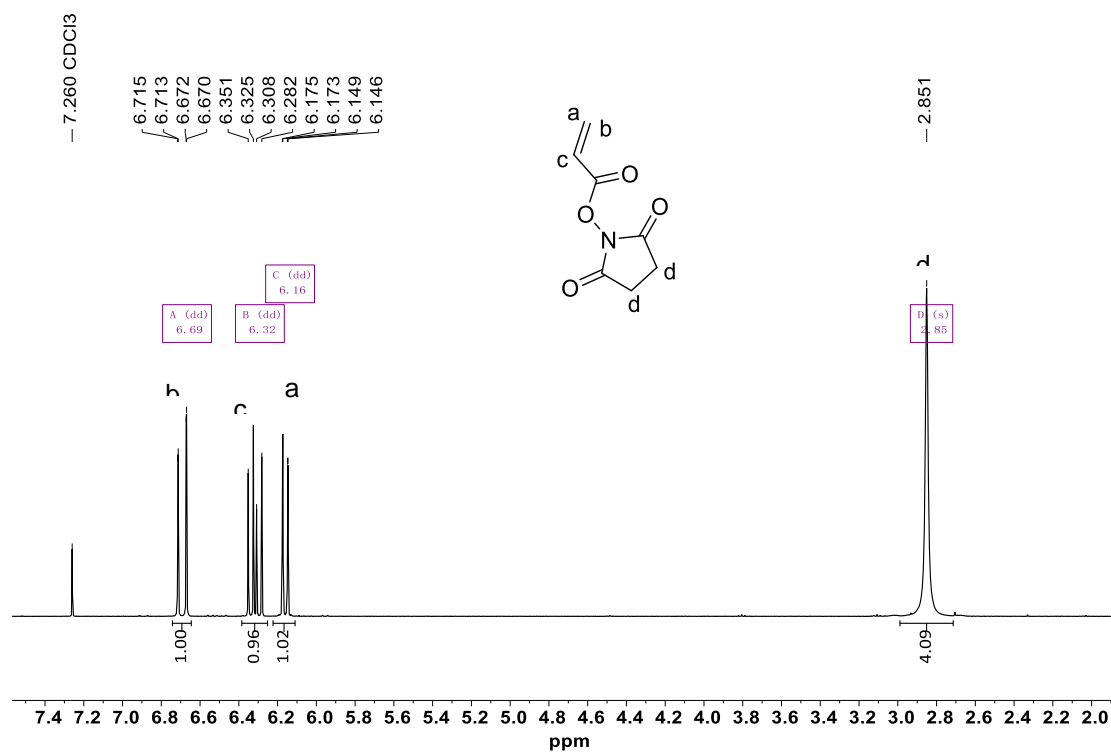 7.260 CDCl3
6.715
6.713
6.672
6.670
6.351
6.325
6.308
6.282
6.175
6.173
6.149
6.146
2.851
a
b
c
O
O
O
N
O
d
d
d
C (dd)
6.16
A (dd)
6.69
B (dd)
6.32
D (s)
2.85
b
c
a
1.00
0.96
1.02
4.09
7.4 7.2 7.0 6.8 6.6 6.4 6.2 6.0 5.8 5.6 5.4 5.2 5.0 4.8 4.6 4.4 4.2 4.0 3.8 3.6 3.4 3.2 3.0 2.8 2.6 2.4 2.2 2.0
ppm